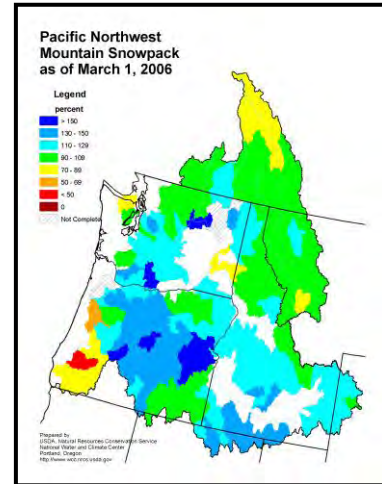 Pacific Northwest
Mountain Snowpack
as of March 1, 2006
Legend
percent
> 150
130 - 150
110 - 129
90 - 109
70 - 89
50 - 69
< 50
0
Not Complete
Prepared by
USDA, Natural Resources Conservation Service
National Water and Climate Center
Portland, Oregon
http://www.wcc.nrcs.usda.gov